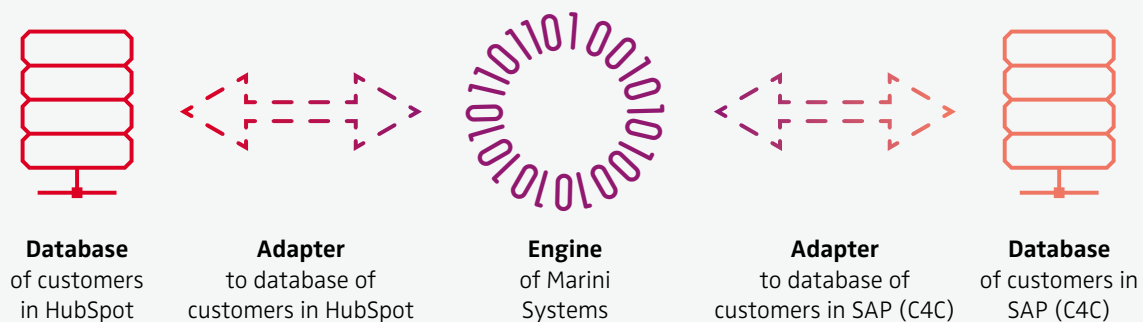 Database
of customers
in HubSpot
Adapter
to database of
customers in HubSpot
Engine
of Marini
Systems
Adapter
to database of
customers in SAP (C4C)
Database
of customers in
SAP (C4C)